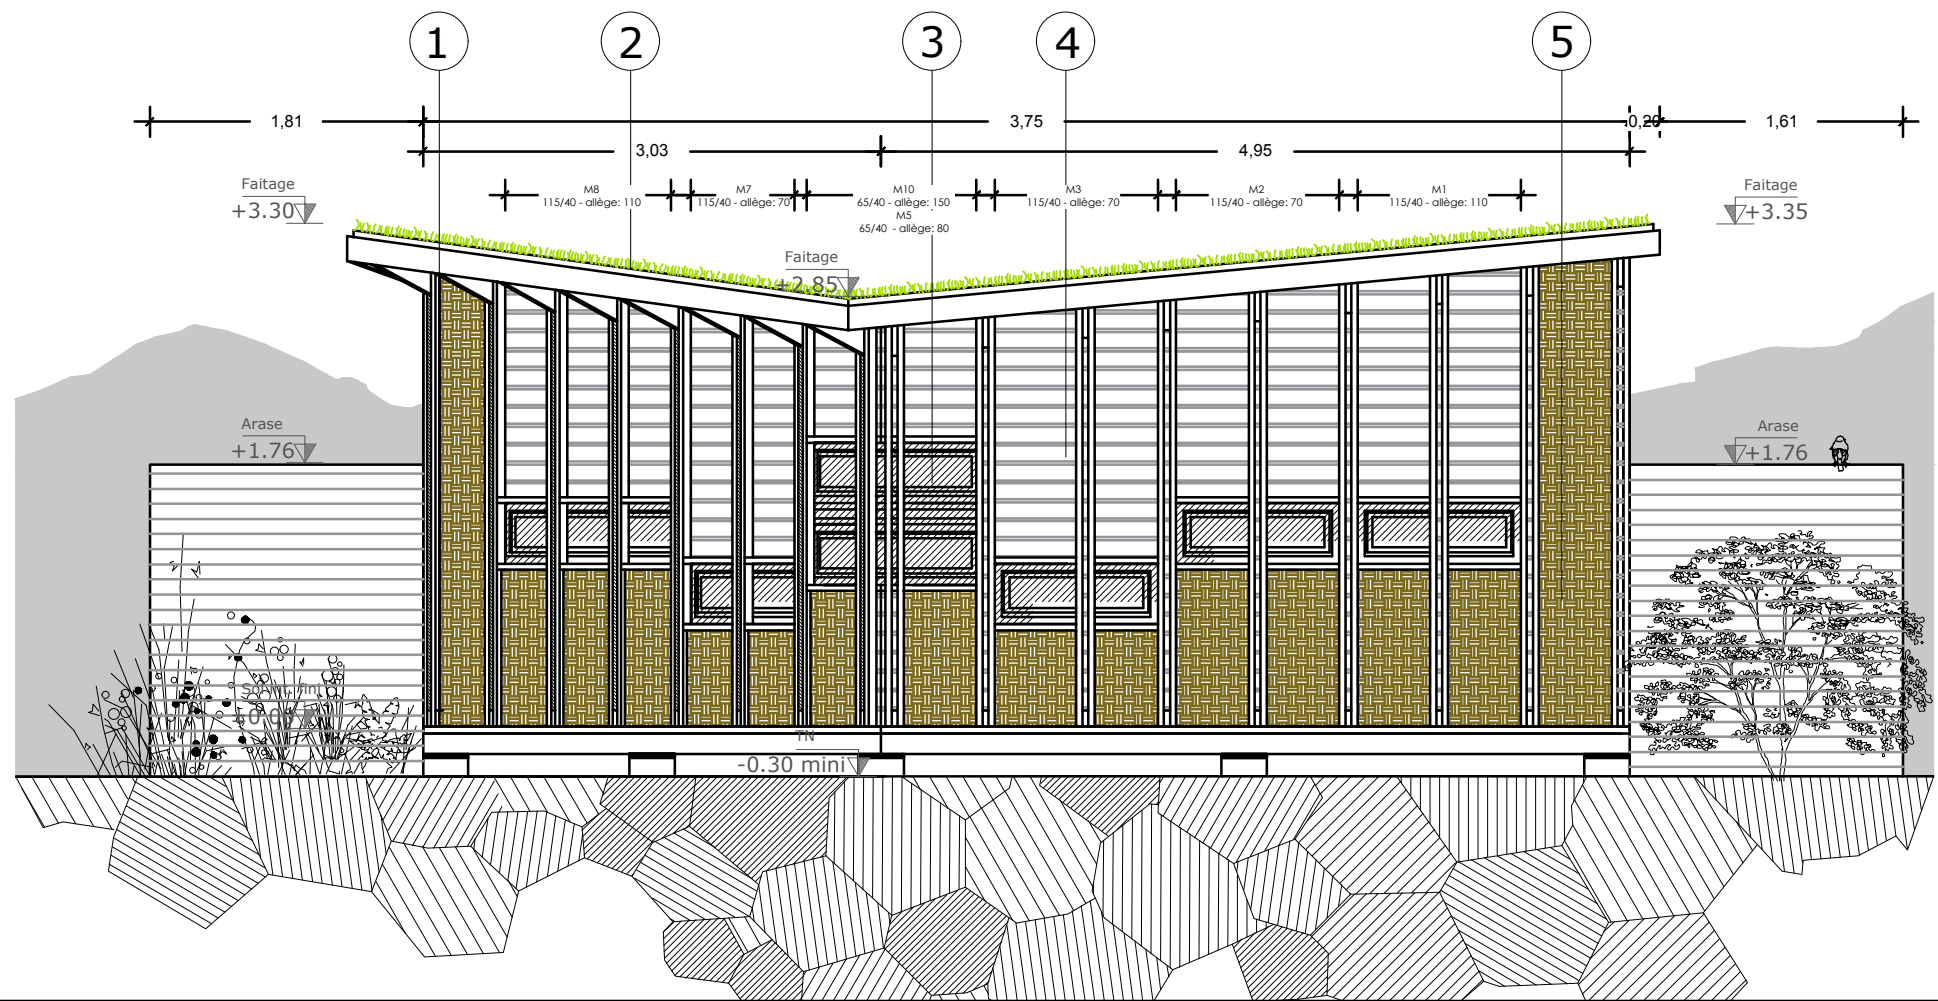 1 2 3 4 5
1,81 3,75 0,20 1,61
3,03 4,95
M8 M7 M10 M3 M2 M1
115/40 - allège: 110 115/40 - allège: 70 65/40 - allège: 150 115/40 - allège: 70 115/40 - allège: 70 115/40 - allège: 110
M5
65/40 - allège: 80
Faitage
+3.30
Faitage
+3.35
Faitage
+2.85
Arase
+1.76
Arase
+1.76
Sol int. fini
TN
-0.30 mini